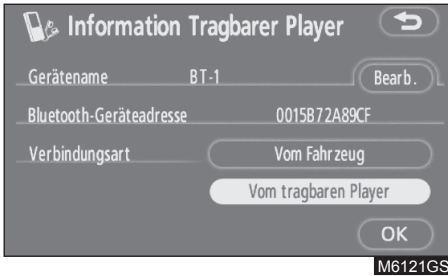 Information Tragbarer Player
Gerätename BT-1 Bearb.
Bluetooth-Geräteadresse 0015B72A89CF
Verbindungsart Vom Fahrzeug
Vom tragbaren Player
OK
M6121GS